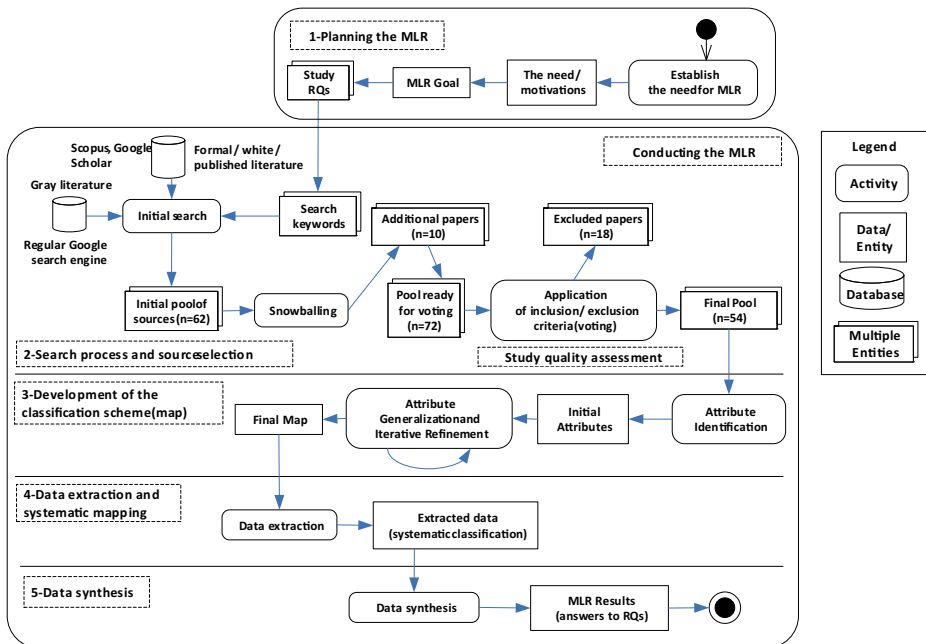 1-Planning the MLR
Study
RQs
MLR Goal
The need/
motivations
Establish
the needfor MLR
Conducting the MLR
Scopus, Google
Scholar
Formal/ white/
published literature
Gray literature
Regular Google
search engine
Initial search
Search
keywords
Initial poolof
sources (n=62)
Snowballing
Additional papers
(n=10)
Pool ready
for voting
(n=72)
Application
of inclusion/ exclusion
criteria(voting)
Excluded papers
(n=18)
Final Pool
(n=54)
2-Search process and sourceselection
Study quality assessment
3-Development of the
classification scheme(map)
Final Map
Attribute
Generalizationand
Iterative Refinement
Initial
Attributes
Attribute
Identification
4-Data extraction and
systematic mapping
Data extraction
Extracted data
(systematicclassification)
5-Data synthesis
Data synthesis
MLR Results
(answers to RQs)
Legend
Activity
Data/
Entity
Database
Multiple
Entities